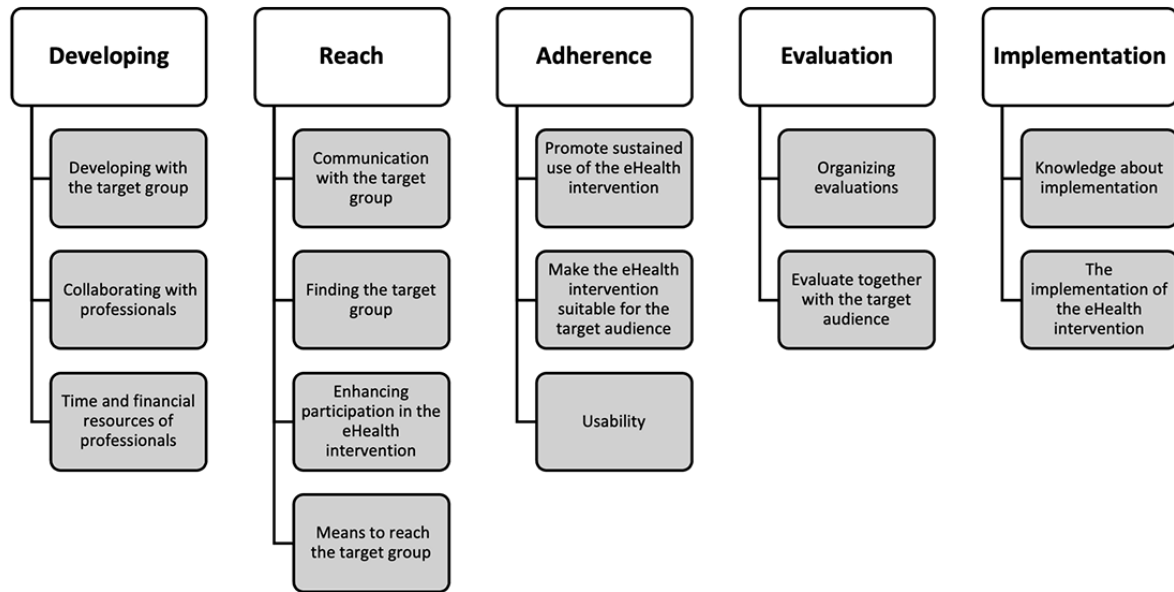 Developing
Developing with
the target group
Collaborating with
professionals
Time and financial
resources of
professionals
Reach
Communication
with the target
group
Finding the target
group
Enhancing
participation in the
eHealth
intervention
Means to reach
the target group
Adherence
Promote sustained
use of the eHealth
intervention
Make the eHealth
intervention
suitable for the
target audience
Usability
Evaluation
Organizing
evaluations
Evaluate together
with the target
audience
Implementation
Knowledge about
implementation
The
implementation of
the eHealth
intervention